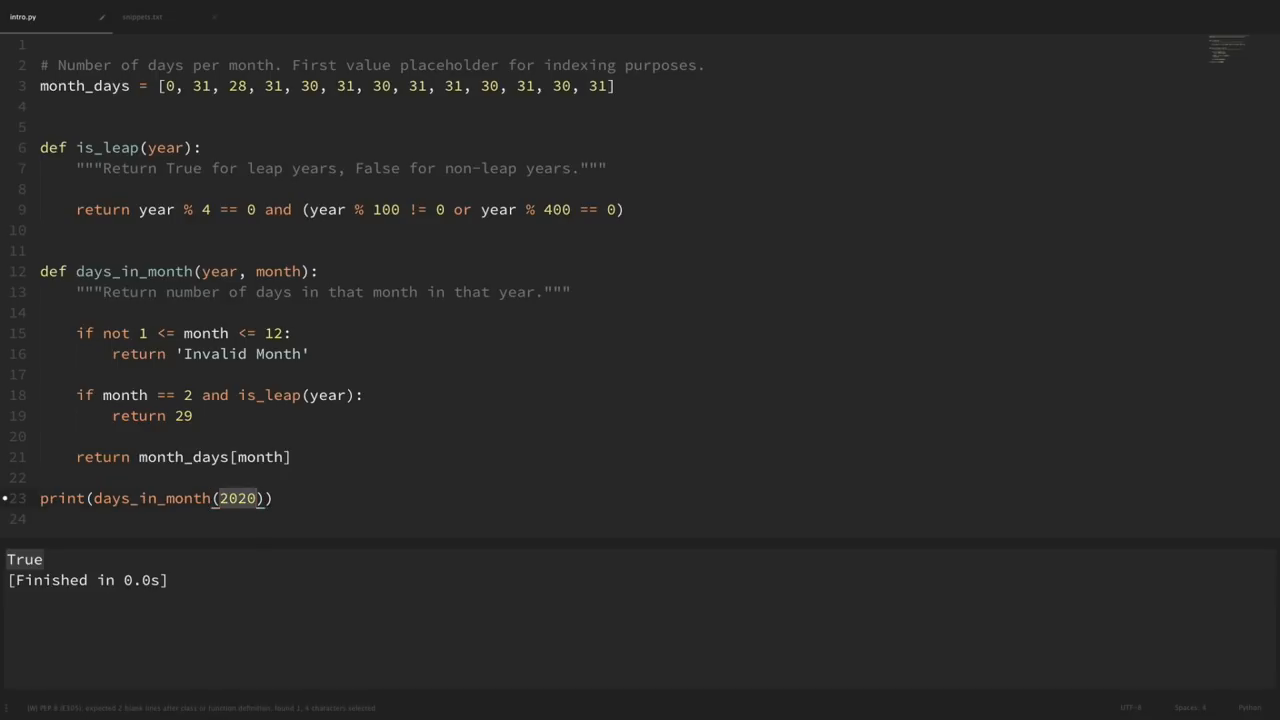 intro.py
snippets.txt
1
2 # Number of days per month. First value placeholder for indexing purposes.
3 month_days = [0, 31, 28, 31, 30, 31, 30, 31, 31, 30, 31, 30, 31]
4
5
6 def is_leap(year):
7 """Return True for leap years, False for non-leap years."""
8
9 return year % 4 == 0 and (year % 100 != 0 or year % 400 == 0)
10
11
12 def days_in_month(year, month):
13 """Return number of days in that month in that year."""
14
15 if not 1 <= month <= 12:
16 return 'Invalid Month'
17
18 if month == 2 and is_leap(year):
19 return 29
20
21 return month_days[month]
22
23 print(days_in_month(2020))
24
True
[Finished in 0.0s]
[W] PEP 8 (E305): expected 2 blank lines after class or function definition, found 1, 4 characters selected
UTF-8 Spaces: 4 Python